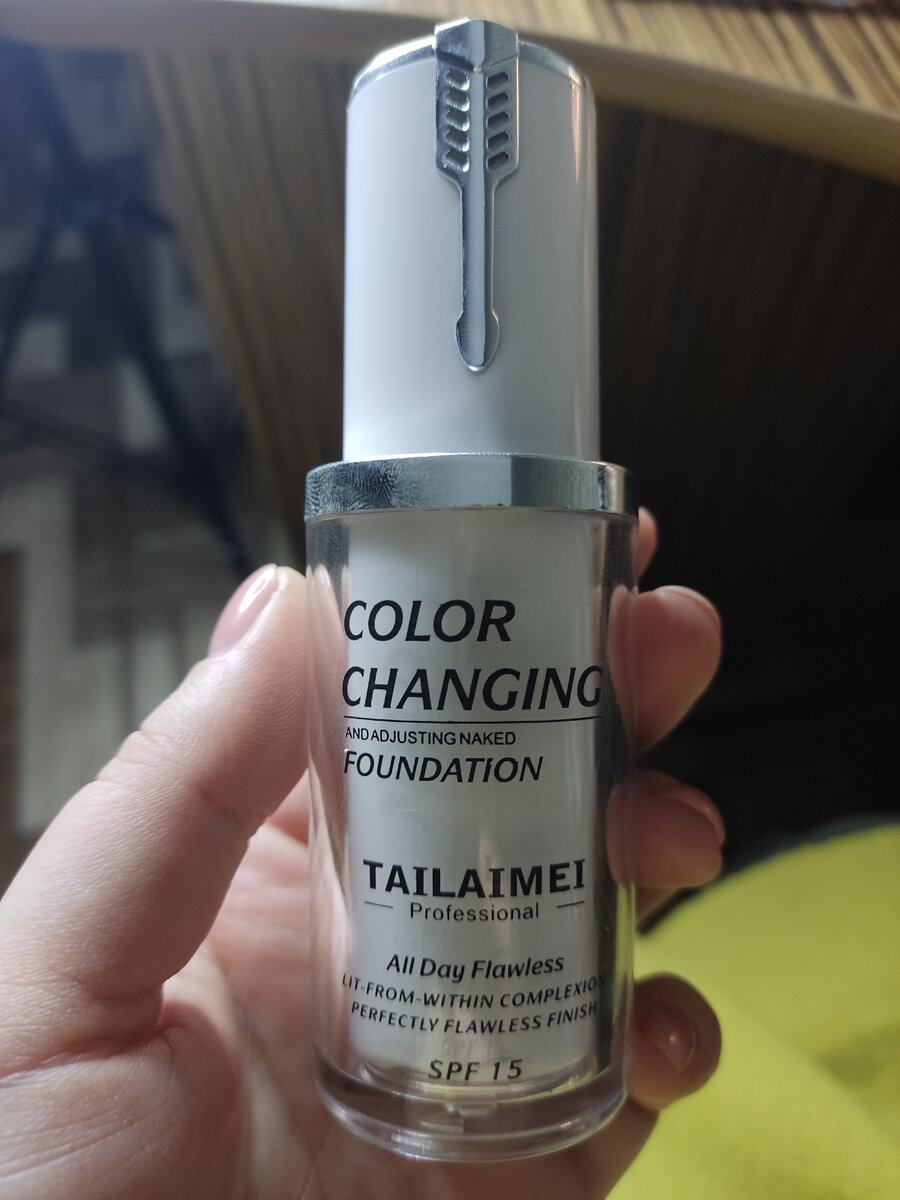 COLOR
CHANGING
AND ADJUSTING NAKED
FOUNDATION
TAILAIMEI
Professional
All Day Flawless
LIT-FROM-WITHIN COMPLEXION
PERFECTLY FLAWLESS FINISH
SPF 15